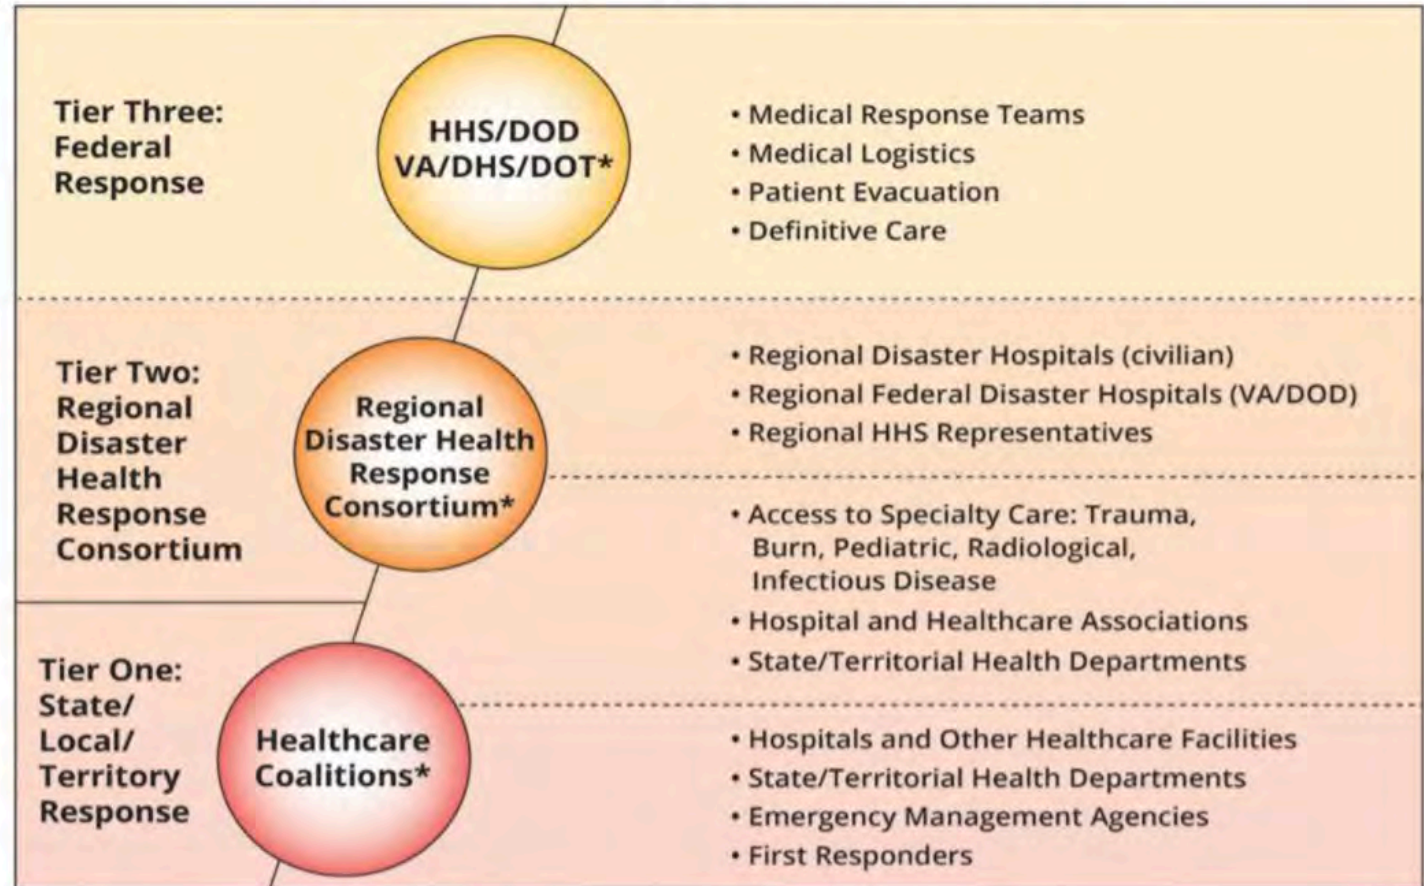 Tier Three:
Federal
Response
HHS/DOD
VA/DHS/DOT*
• Medical Response Teams
• Medical Logistics
• Patient Evacuation
• Definitive Care
Tier Two:
Regional
Disaster
Health
Response
Consortium
Regional
Disaster Health
Response
Consortium*
• Regional Disaster Hospitals (civilian)
• Regional Federal Disaster Hospitals (VA/DOD)
• Regional HHS Representatives
• Access to Specialty Care: Trauma,
Burn, Pediatric, Radiological,
Infectious Disease
• Hospital and Healthcare Associations
• State/Territorial Health Departments
Tier One:
State/
Local/
Territory
Response
Healthcare
Coalitions*
• Hospitals and Other Healthcare Facilities
• State/Territorial Health Departments
• Emergency Management Agencies
• First Responders